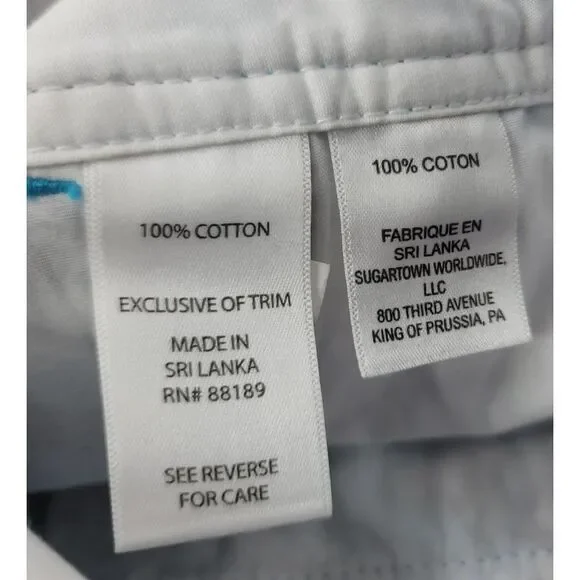 100% COTTON
EXCLUSIVE OF TRIM
MADE IN
SRI LANKA
RN# 88189
SEE REVERSE
FOR CARE
100% COTON
FABRIQUE EN
SRI LANKA
SUGARTOWN WORLDWIDE,
LLC
800 THIRD AVENUE
KING OF PRUSSIA, PA